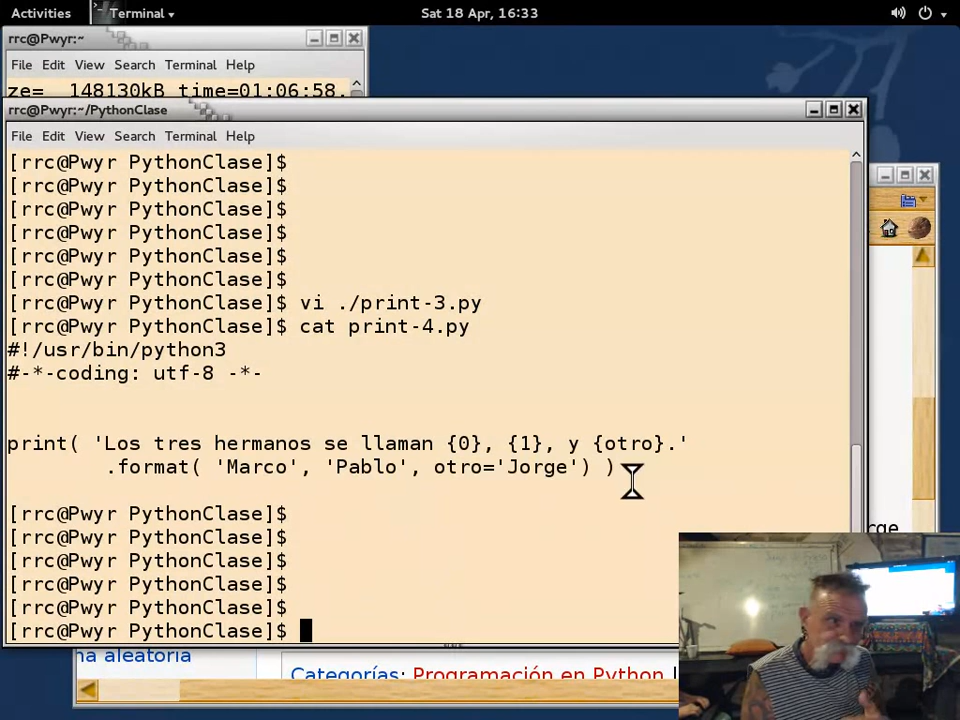 Activities
Terminal
Sat 18 Apr, 16:33
rrc@Pwyr:~
File Edit View Search Terminal Help
ze= 148130kB time=01:06:58.
rrc@Pwyr:~/PythonClase
File Edit View Search Terminal Help
[rrc@Pwyr PythonClase]$
[rrc@Pwyr PythonClase]$
[rrc@Pwyr PythonClase]$
[rrc@Pwyr PythonClase]$
[rrc@Pwyr PythonClase]$
[rrc@Pwyr PythonClase]$
[rrc@Pwyr PythonClase]$ vi ./print-3.py
[rrc@Pwyr PythonClase]$ cat print-4.py
#!/usr/bin/python3
#-*-coding: utf-8 -*-
print( 'Los tres hermanos se llaman {0}, {1}, y {otro}.'
.format( 'Marco', 'Pablo', otro='Jorge') )
[rrc@Pwyr PythonClase]$
[rrc@Pwyr PythonClase]$
[rrc@Pwyr PythonClase]$
[rrc@Pwyr PythonClase]$
[rrc@Pwyr PythonClase]$
[rrc@Pwyr PythonClase]$
rge
na aleatoria
Categorías: Programación en Python |